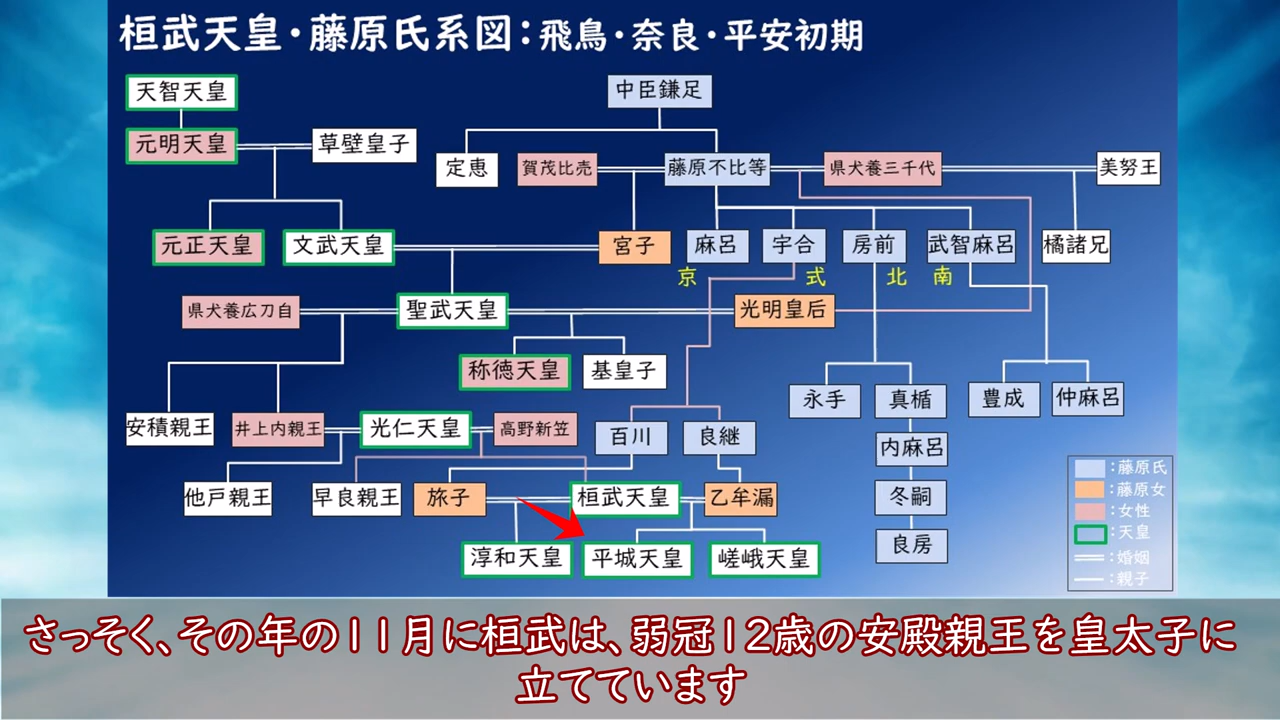 桓武天皇・藤原氏系図：飛鳥・奈良・平安初期
天智天皇
中臣鎌足
元明天皇
草壁皇子
定恵
賀茂比売
藤原不比等
県犬養三千代
美努王
元正天皇
文武天皇
宮子
麻呂
宇合
房前
武智麻呂
橘諸兄
京
式
北
南
県犬養広刀自
聖武天皇
光明皇后
称徳天皇
基皇子
永手
真楯
豊成
仲麻呂
安積親王
井上内親王
光仁天皇
高野新笠
百川
良継
内麻呂
他戸親王
早良親王
旅子
桓武天皇
乙牟漏
冬嗣
淳和天皇
平城天皇
嵯峨天皇
良房
：藤原氏
：藤原女
：女性
：天皇
：婚姻
：親子
さっそく、その年の11月に桓武は、弱冠12歳の安殿親王を皇太子に
立てています